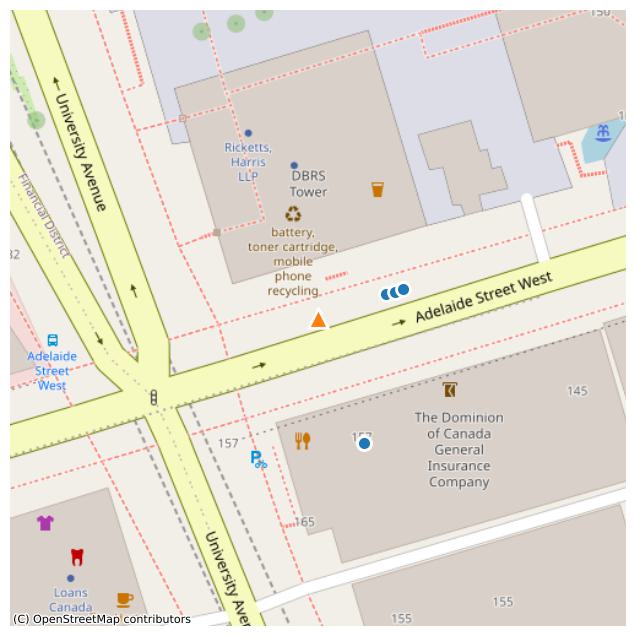 150
University Avenue
Ricketts,
Harris
LLP
DBRS
Tower
battery,
toner cartridge,
mobile
phone
recycling
Financial District
32
Adelaide Street West
Adelaide
Street
West
145
The Dominion
of Canada
General
Insurance
Company
157
165
University Aven
Loans
Canada
155
155
(C) OpenStreetMap contributors